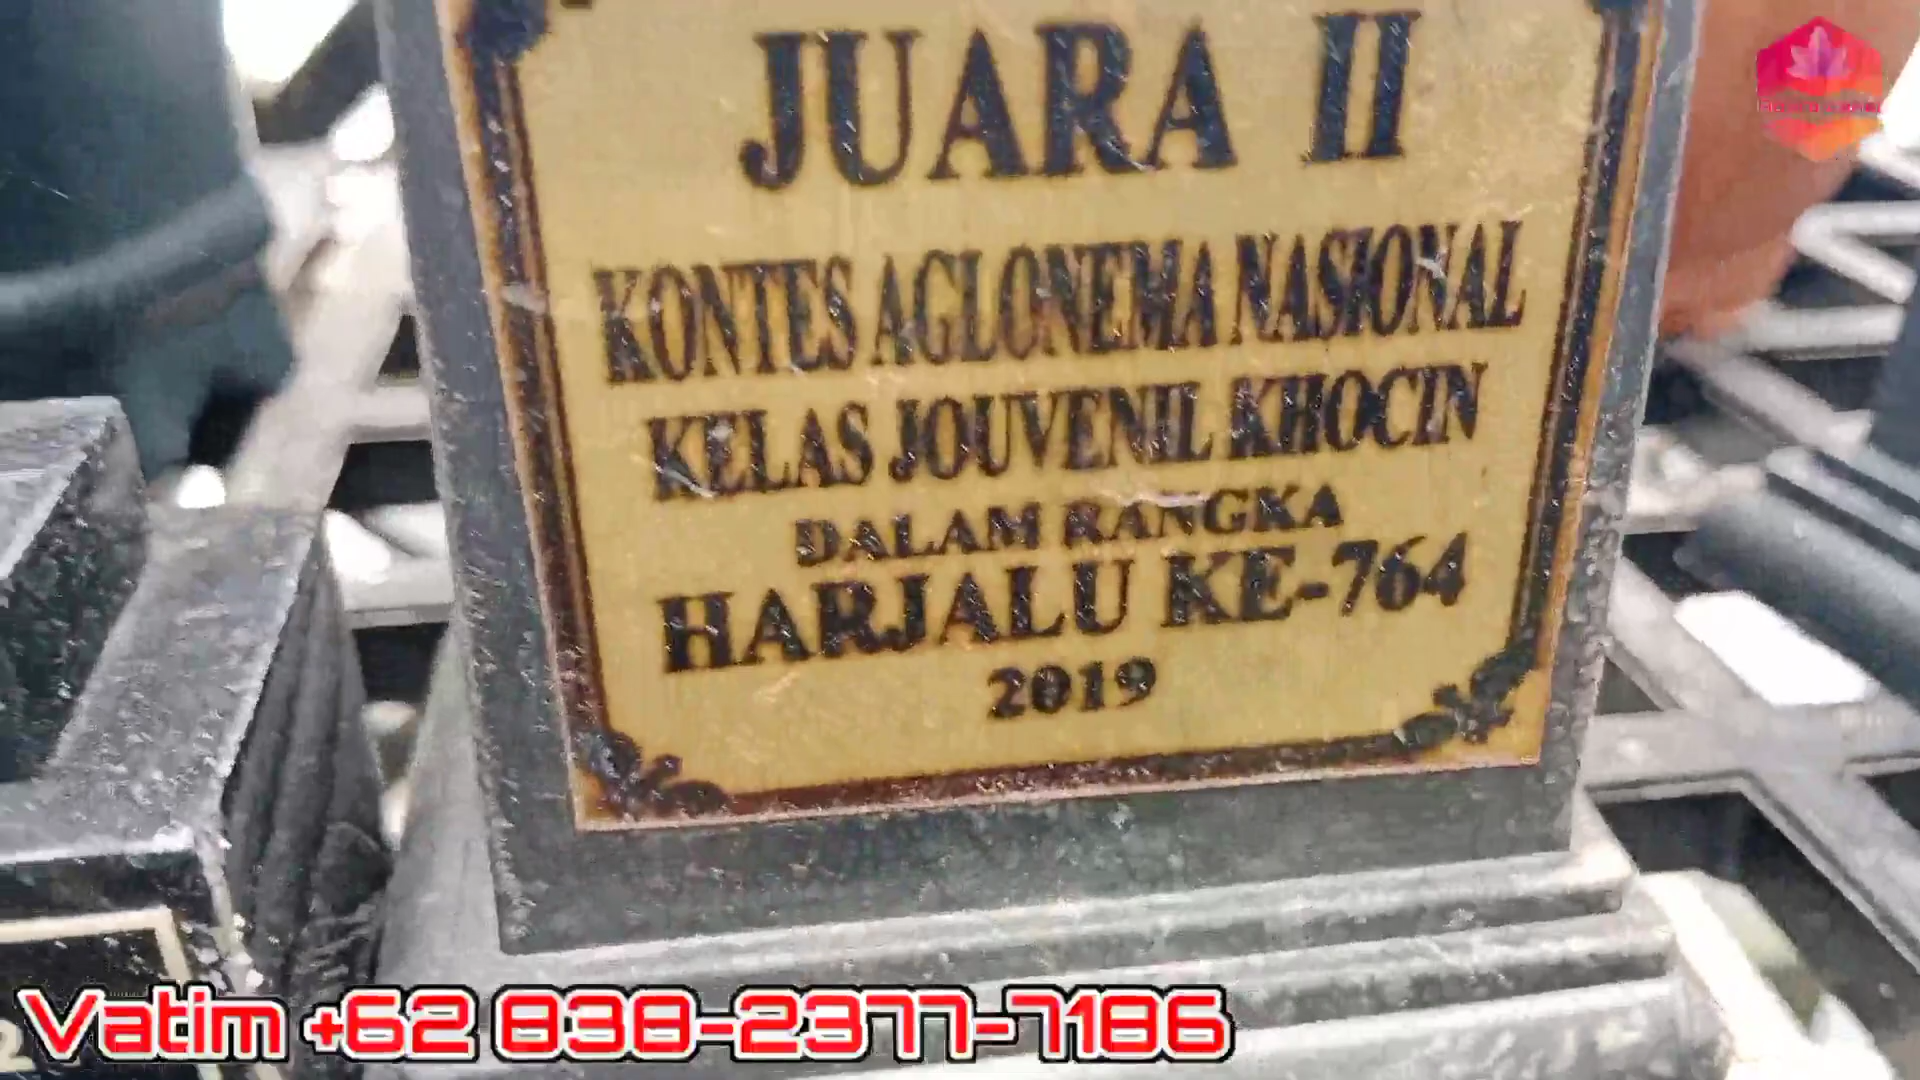 JUARA II
KONTES AGLONEMA NASIONAL
KELAS JOUVENIL KHOCIN
DALAM RANGKA
HARJALU KE-764
2019
Vatim +62 838-2377-7186